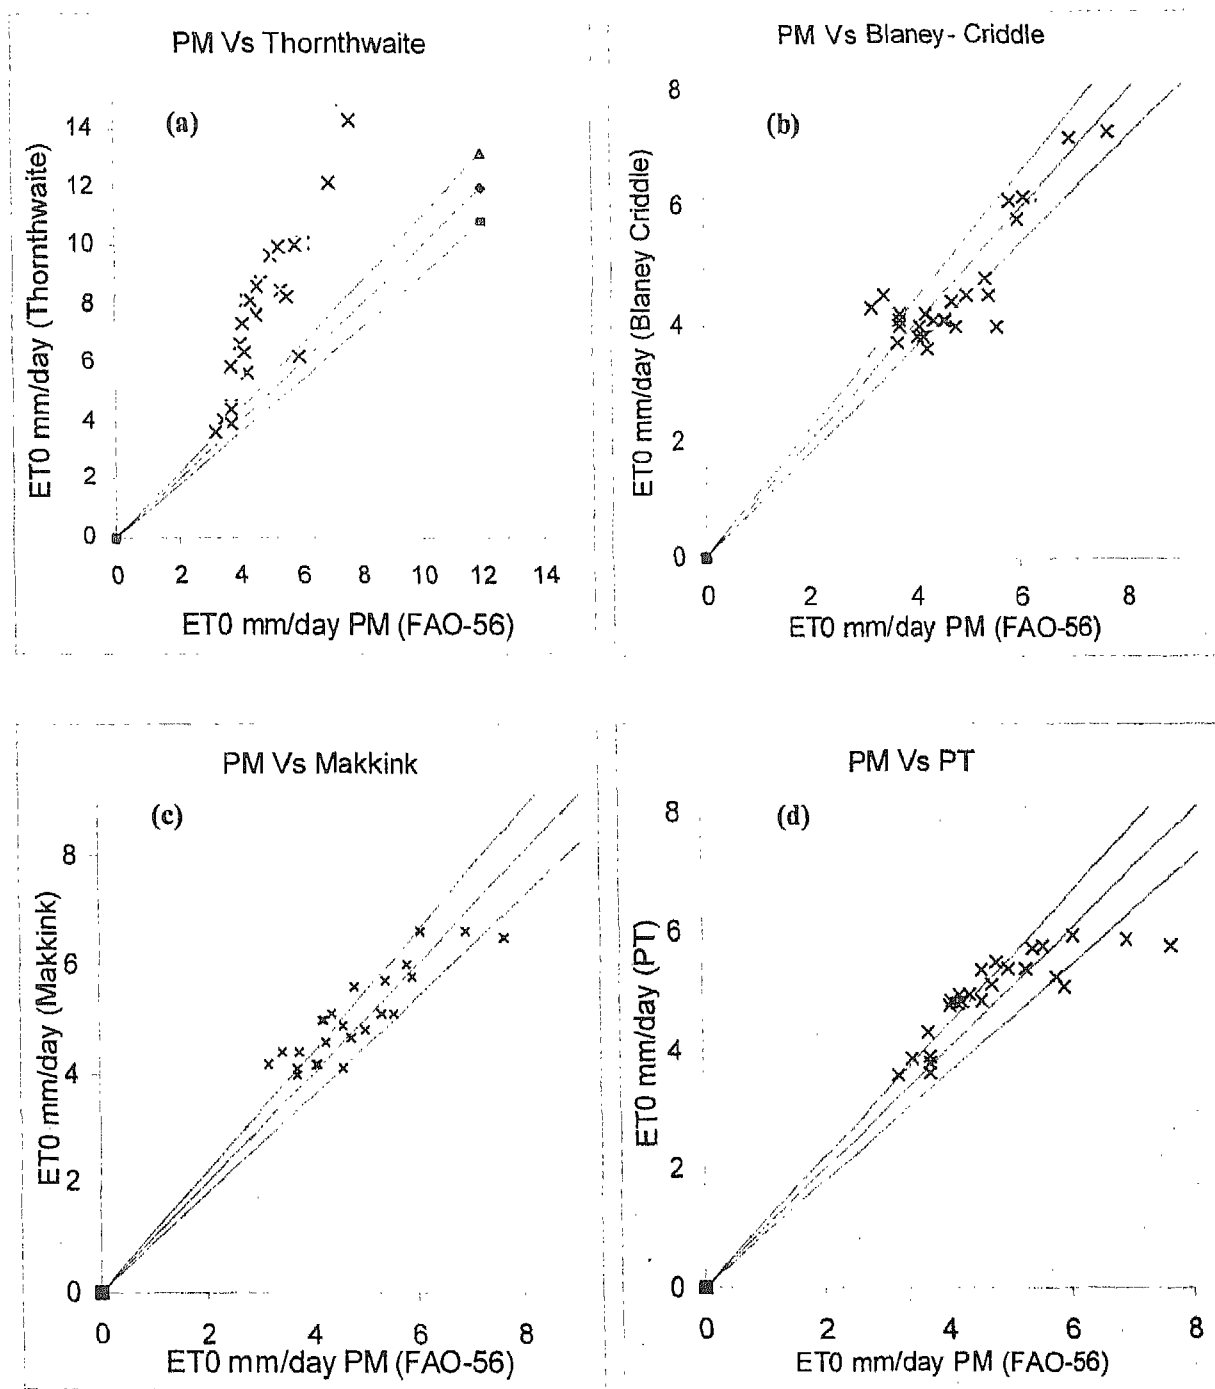 PM Vs Thornthwaite
(a)
ET0 mm/day (Thornthwaite)
14
12
10
8
6
4
2
0
0 2 4 6 8 10 12 14
ET0 mm/day PM (FAO-56)
PM Vs Blaney- Criddle
(b)
ET0 mm/day (Blaney Criddle)
8
6
4
2
0
0 2 4 6 8
ET0 mm/day PM (FAO-56)
PM Vs Makkink
(c)
ET0 mm/day (Makkink)
8
6
4
2
0
0 2 4 6 8
ET0 mm/day PM (FAO-56)
PM Vs PT
(d)
ET0 mm/day (PT)
8
6
4
2
0
0 2 4 6 8
ET0 mm/day PM (FAO-56)